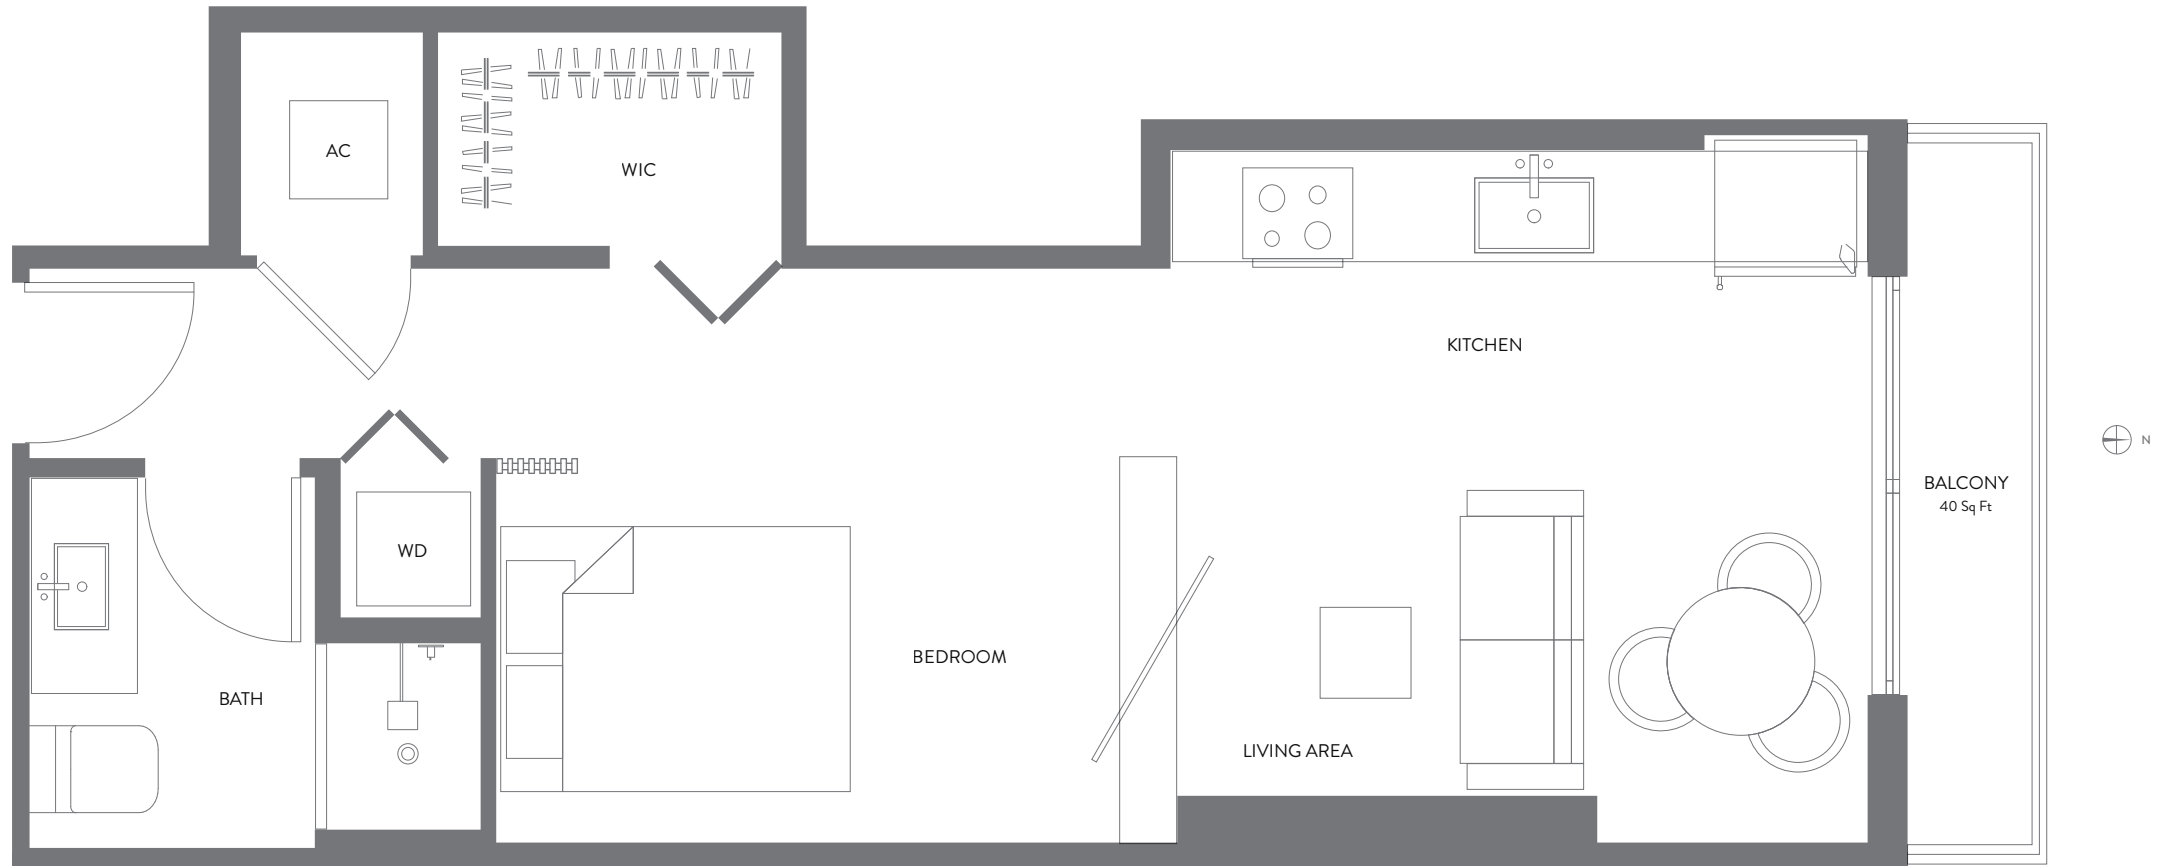 AC
WIC
KITCHEN
N
BALCONY
40 Sq Ft
WD
BEDROOM
BATH
LIVING AREA